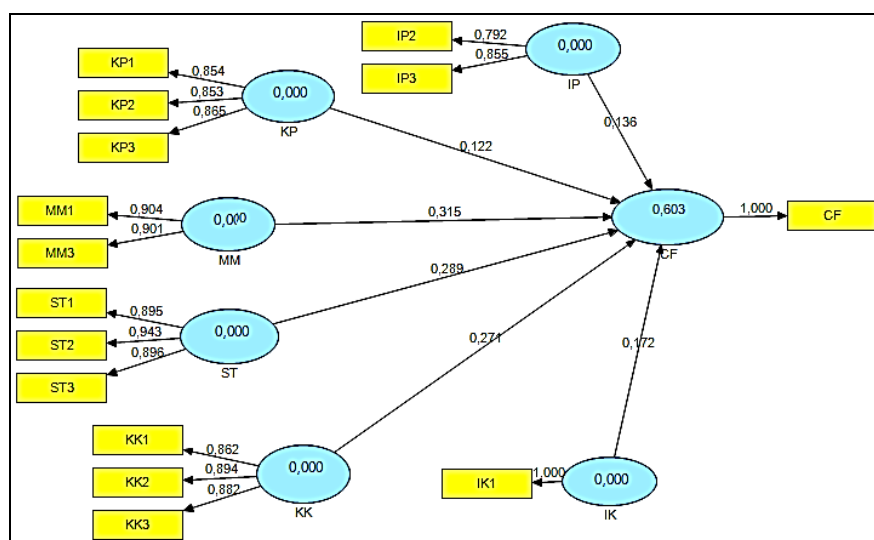 IP2
0,792
0,000
IP3
0,855
IP
KP1
0,854
0,000
KP2
0,853
KP3
0,865
KP
0,136
0,122
MM1
0,904
0,000
MM3
0,901
MM
0,315
0,603
1,000
CF
CF
ST1
0,895
0,289
ST2
0,943
0,000
ST3
0,896
ST
0,271
0,172
KK1
0,862
KK2
0,894
0,000
KK3
0,882
KK
IK1
1,000
0,000
IK